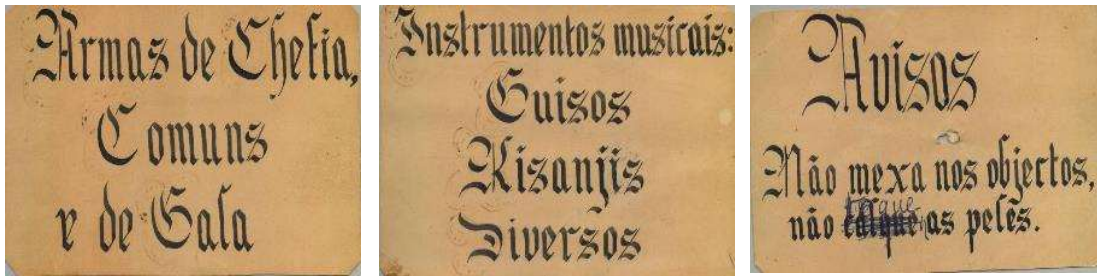 Armas de Chefia,
Comuns
e de Gala
Instrumentos musicais:
Guisos
Kisanjis
Diversos
Avisos
Não mexa nos objectos,
toque
não calque as peles.